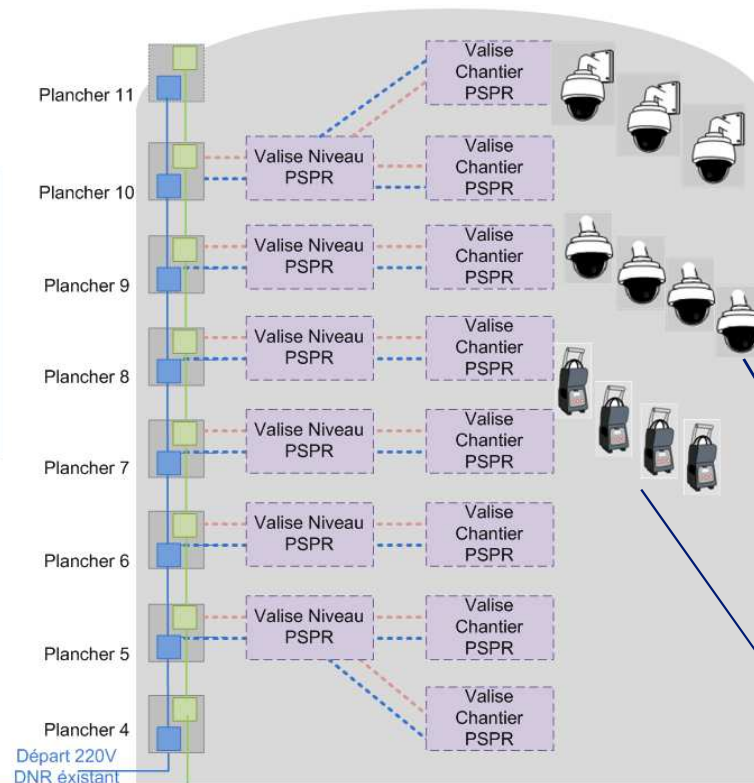 Valise
Chantier
PSPR
Plancher 11
Valise Niveau
PSPR
Valise
Chantier
PSPR
Plancher 10
Valise Niveau
PSPR
Valise
Chantier
PSPR
Plancher 9
Valise Niveau
PSPR
Valise
Chantier
PSPR
Plancher 8
Valise Niveau
PSPR
Valise
Chantier
PSPR
Plancher 7
Valise Niveau
PSPR
Valise
Chantier
PSPR
Plancher 6
Valise Niveau
PSPR
Valise
Chantier
PSPR
Plancher 5
Valise
Chantier
PSPR
Plancher 4
Départ 220V
DNR éxistant